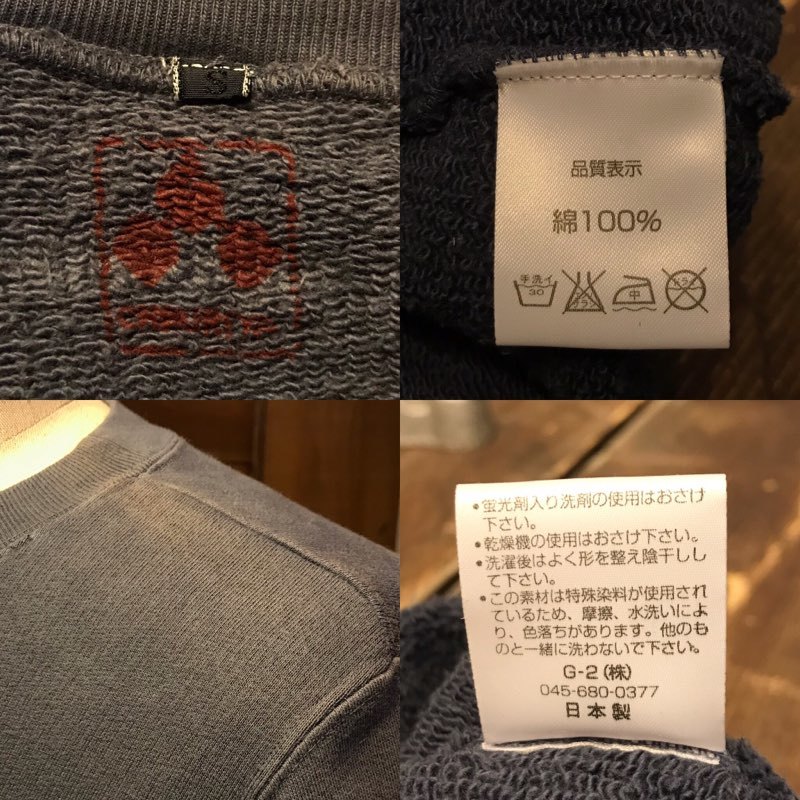 S
品質表示
綿100%
手洗イ
30
エンソ
サラシ
中
ドライ
・蛍光剤入り洗剤の使用はおさけ
下さい。
・乾燥機の使用はおさけ下さい。
・洗濯後はよく形を整え陰干しし
て下さい。
・この素材は特殊染料が使用され
ているため、摩擦、水洗いによ
り、色落ちがあります。他のも
のと一緒に洗わないで下さい。
G-2(株)
045-680-0377
日本製